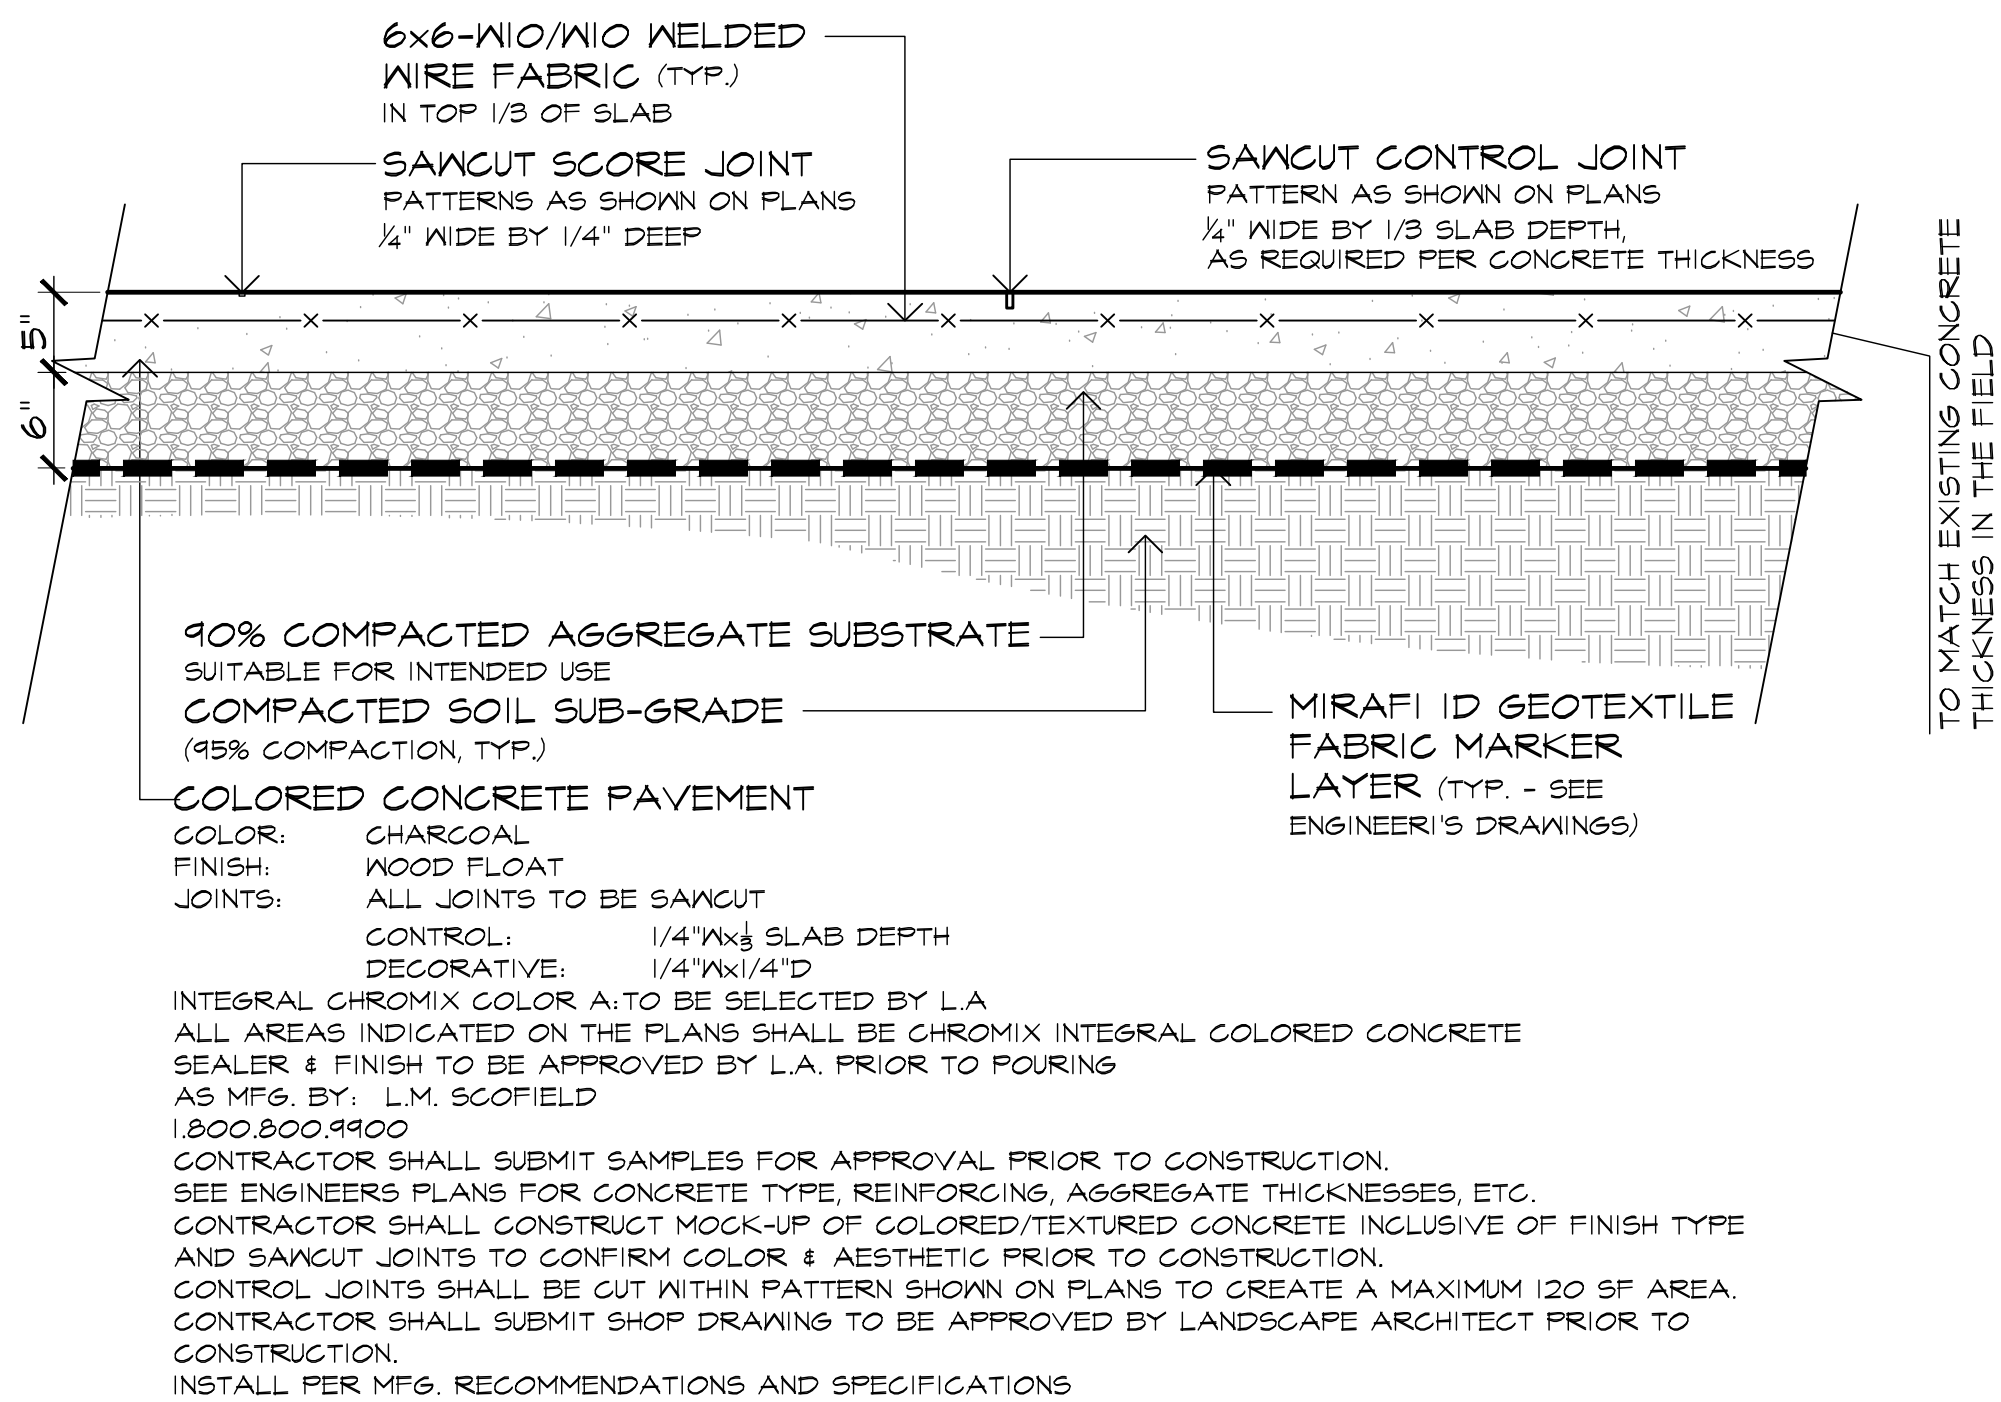 6x6-W10/W10 WELDED
WIRE FABRIC (TYP.)
IN TOP 1/3 OF SLAB
SAWCUT SCORE JOINT
PATTERNS AS SHOWN ON PLANS
¼" WIDE BY 1/4" DEEP
SAWCUT CONTROL JOINT
PATTERN AS SHOWN ON PLANS
¼" WIDE BY 1/3 SLAB DEPTH,
AS REQUIRED PER CONCRETE THICKNESS
5"
6"
TO MATCH EXISTING CONCRETE
THICKNESS IN THE FIELD
90% COMPACTED AGGREGATE SUBSTRATE
SUITABLE FOR INTENDED USE
COMPACTED SOIL SUB-GRADE
(95% COMPACTION, TYP.)
MIRAFI ID GEOTEXTILE
FABRIC MARKER
LAYER (TYP. - SEE
ENGINEERI'S DRAWINGS)
COLORED CONCRETE PAVEMENT
COLOR: CHARCOAL
FINISH: WOOD FLOAT
JOINTS: ALL JOINTS TO BE SAWCUT
CONTROL: 1/4"Wx⅓ SLAB DEPTH
DECORATIVE: 1/4"Wx1/4"D
INTEGRAL CHROMIX COLOR A:TO BE SELECTED BY L.A
ALL AREAS INDICATED ON THE PLANS SHALL BE CHROMIX INTEGRAL COLORED CONCRETE
SEALER & FINISH TO BE APPROVED BY L.A. PRIOR TO POURING
AS MFG. BY: L.M. SCOFIELD
1.800.800.9900
CONTRACTOR SHALL SUBMIT SAMPLES FOR APPROVAL PRIOR TO CONSTRUCTION.
SEE ENGINEERS PLANS FOR CONCRETE TYPE, REINFORCING, AGGREGATE THICKNESSES, ETC.
CONTRACTOR SHALL CONSTRUCT MOCK-UP OF COLORED/TEXTURED CONCRETE INCLUSIVE OF FINISH TYPE
AND SAWCUT JOINTS TO CONFIRM COLOR & AESTHETIC PRIOR TO CONSTRUCTION.
CONTROL JOINTS SHALL BE CUT WITHIN PATTERN SHOWN ON PLANS TO CREATE A MAXIMUM 120 SF AREA.
CONTRACTOR SHALL SUBMIT SHOP DRAWING TO BE APPROVED BY LANDSCAPE ARCHITECT PRIOR TO
CONSTRUCTION.
INSTALL PER MFG. RECOMMENDATIONS AND SPECIFICATIONS